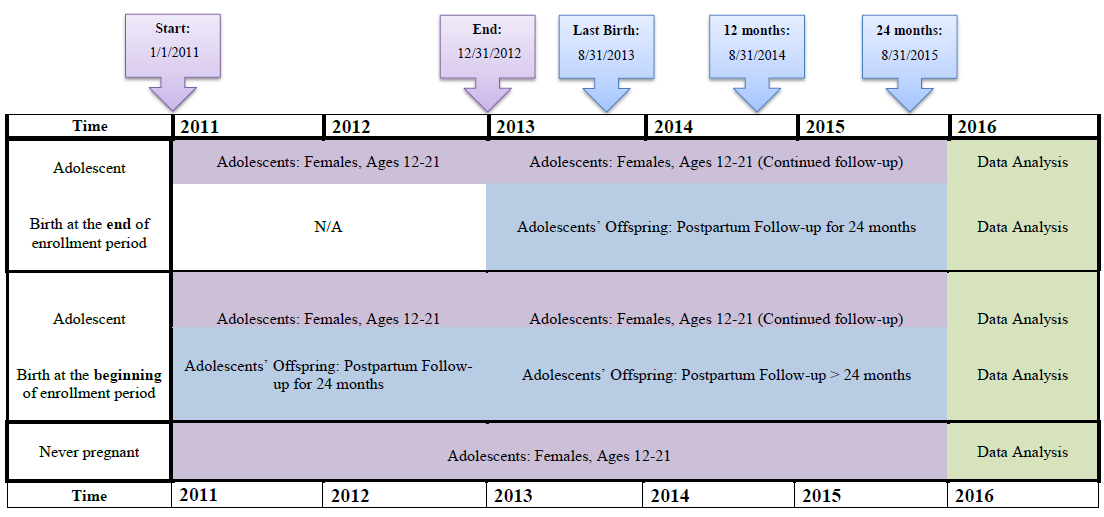 Start:
1/1/2011
End:
12/31/2012
Last Birth:
8/31/2013
12 months:
8/31/2014
24 months:
8/31/2015
Time
2011
2012
2013
2014
2015
2016
Adolescent
Adolescents: Females, Ages 12-21
Adolescents: Females, Ages 12-21 (Continued follow-up)
Data Analysis
Birth at the end of
enrollment period
N/A
Adolescents’ Offspring: Postpartum Follow-up for 24 months
Data Analysis
Adolescent
Adolescents: Females, Ages 12-21
Adolescents: Females, Ages 12-21 (Continued follow-up)
Data Analysis
Birth at the beginning
of enrollment period
Adolescents’ Offspring: Postpartum Follow-
up for 24 months
Adolescents’ Offspring: Postpartum Follow-up > 24 months
Data Analysis
Never pregnant
Adolescents: Females, Ages 12-21
Data Analysis
Time
2011
2012
2013
2014
2015
2016